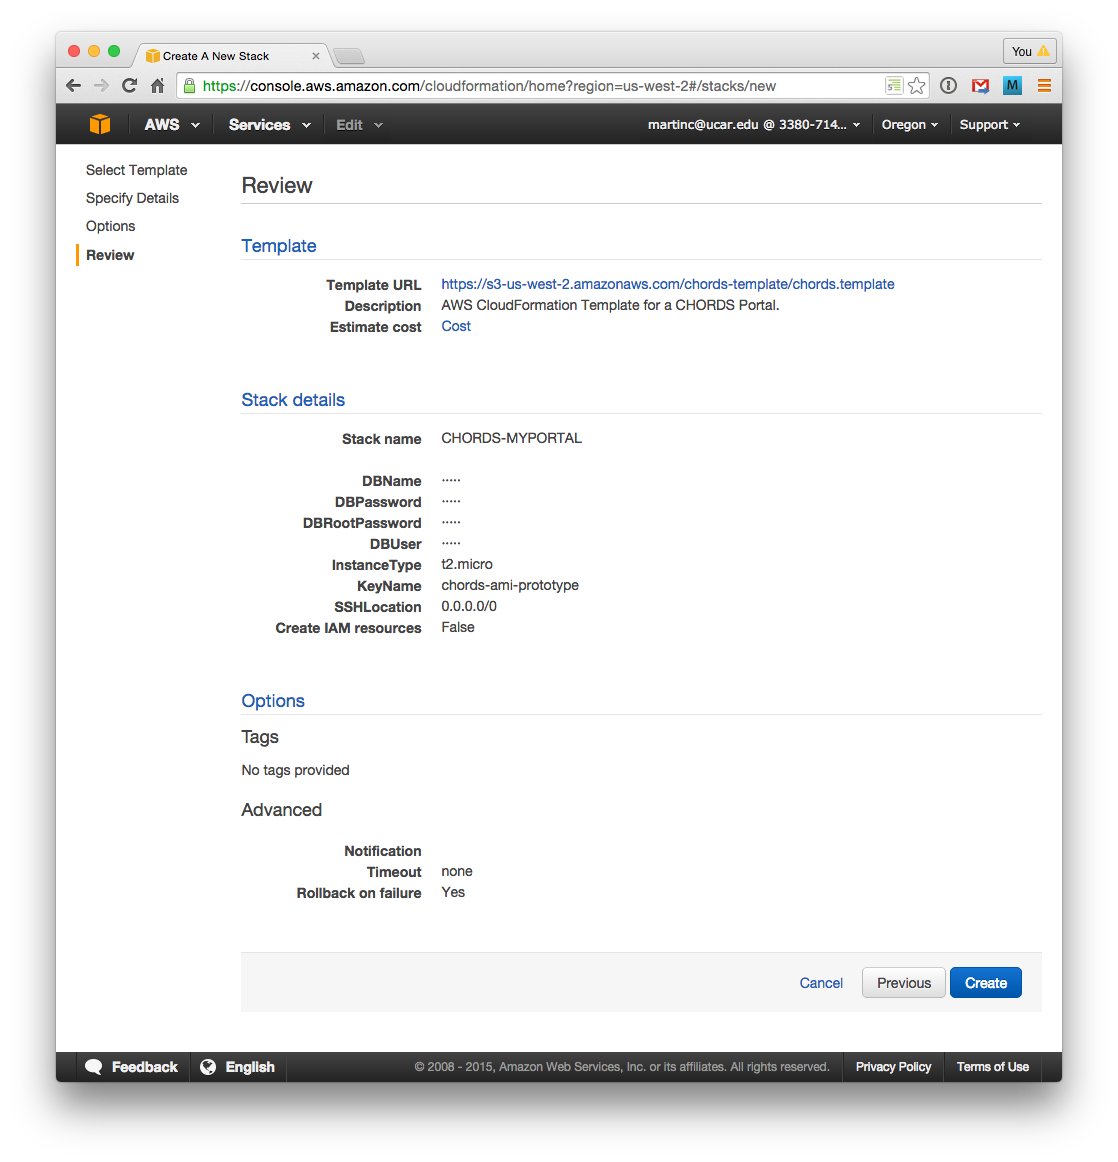 Create A New Stack
You
https://console.aws.amazon.com/cloudformation/home?region=us-west-2#/stacks/new
M
AWS Services Edit martinc@ucar.edu @ 3380-714... Oregon Support
Select Template
Specify Details
Options
Review
Review
Template
Template URL https://s3-us-west-2.amazonaws.com/chords-template/chords.template
Description AWS CloudFormation Template for a CHORDS Portal.
Estimate cost Cost
Stack details
Stack name CHORDS-MYPORTAL
DBName ·····
DBPassword ·····
DBRootPassword ·····
DBUser ·····
InstanceType t2.micro
KeyName chords-ami-prototype
SSHLocation 0.0.0.0/0
Create IAM resources False
Options
Tags
No tags provided
Advanced
Notification
Timeout none
Rollback on failure Yes
Cancel Previous Create
Feedback English © 2008 - 2015, Amazon Web Services, Inc. or its affiliates. All rights reserved. Privacy Policy Terms of Use